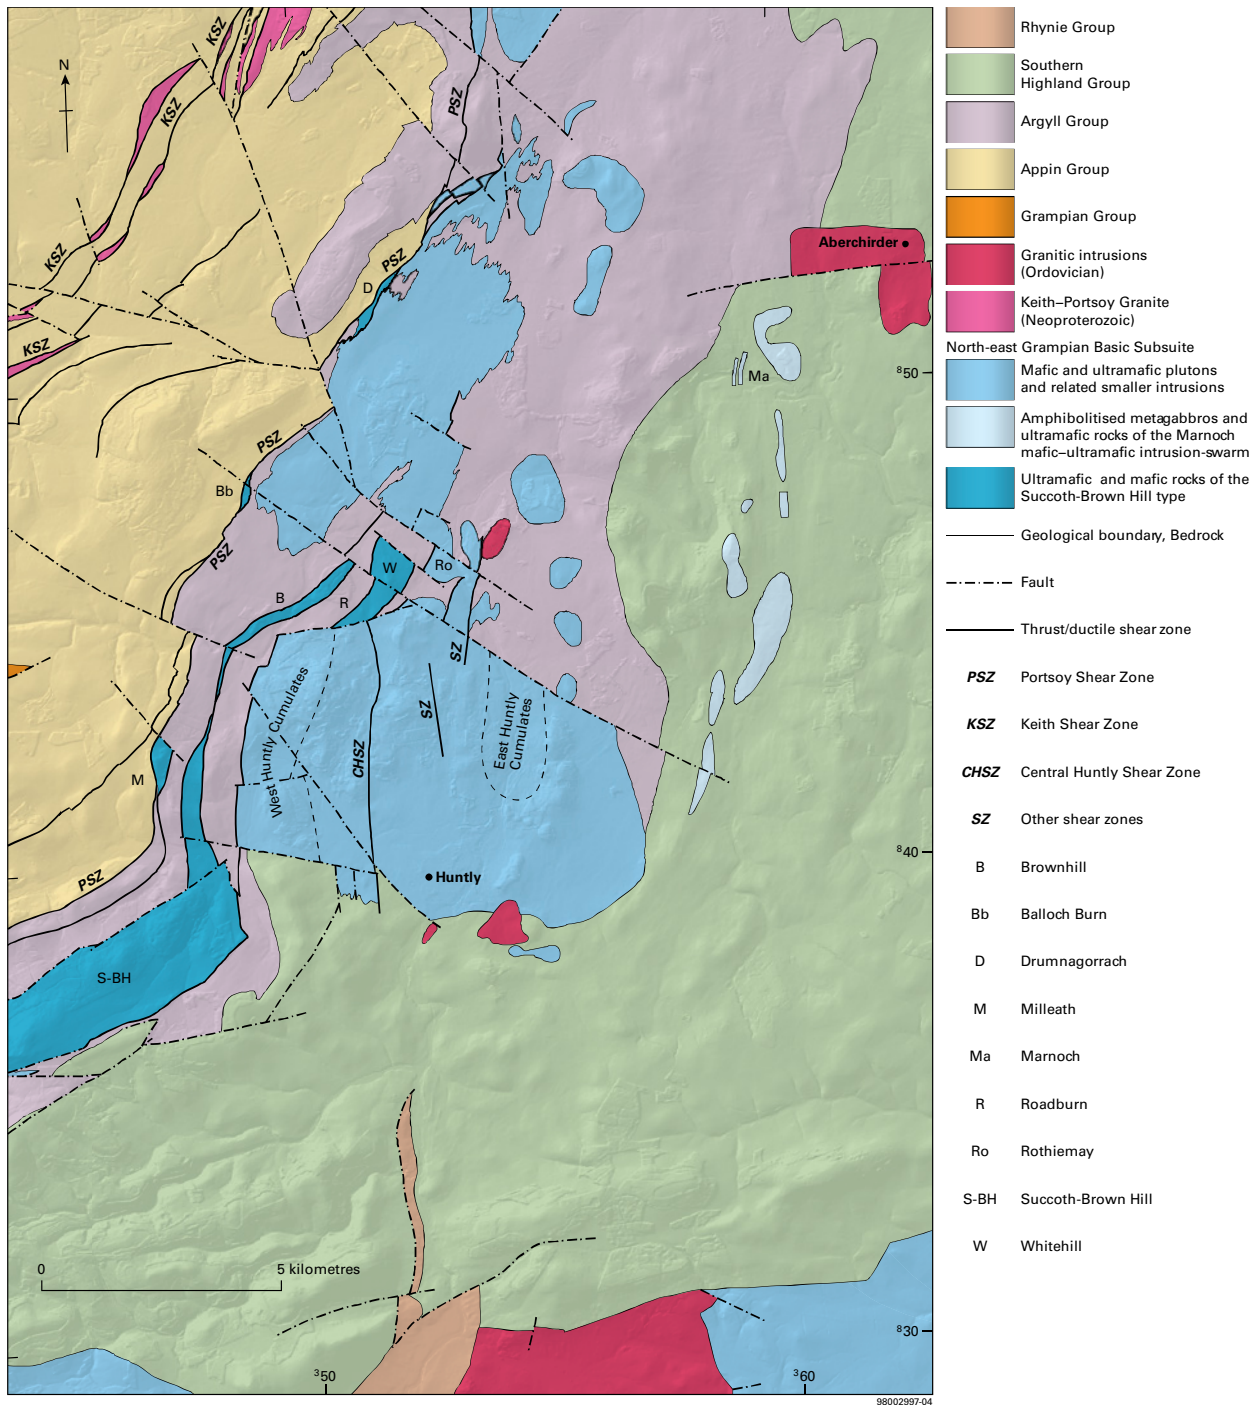 N
KSZ
PSZ
KSZ
Aberchirder
KSZ
PSZ
D
KSZ
Ma
⁸50
PSZ
Bb
PSZ
W
Ro
B
R
SZ
West Huntly Cumulates
SZ
East Huntly
Cumulates
CHSZ
M
⁸40
PSZ
Huntly
S-BH
0
5 kilometres
⁸30
³50
³60
98002997-04
Rhynie Group
Southern
Highland Group
Argyll Group
Appin Group
Grampian Group
Granitic intrusions
(Ordovician)
Keith–Portsoy Granite
(Neoproterozoic)
North-east Grampian Basic Subsuite
Mafic and ultramafic plutons
and related smaller intrusions
Amphibolitised metagabbros and
ultramafic rocks of the Marnoch
mafic–ultramafic intrusion-swarm
Ultramafic and mafic rocks of the
Succoth-Brown Hill type
Geological boundary, Bedrock
Fault
Thrust/ductile shear zone
PSZ Portsoy Shear Zone
KSZ Keith Shear Zone
CHSZ Central Huntly Shear Zone
SZ Other shear zones
B Brownhill
Bb Balloch Burn
D Drumnagorrach
M Milleath
Ma Marnoch
R Roadburn
Ro Rothiemay
S-BH Succoth-Brown Hill
W Whitehill